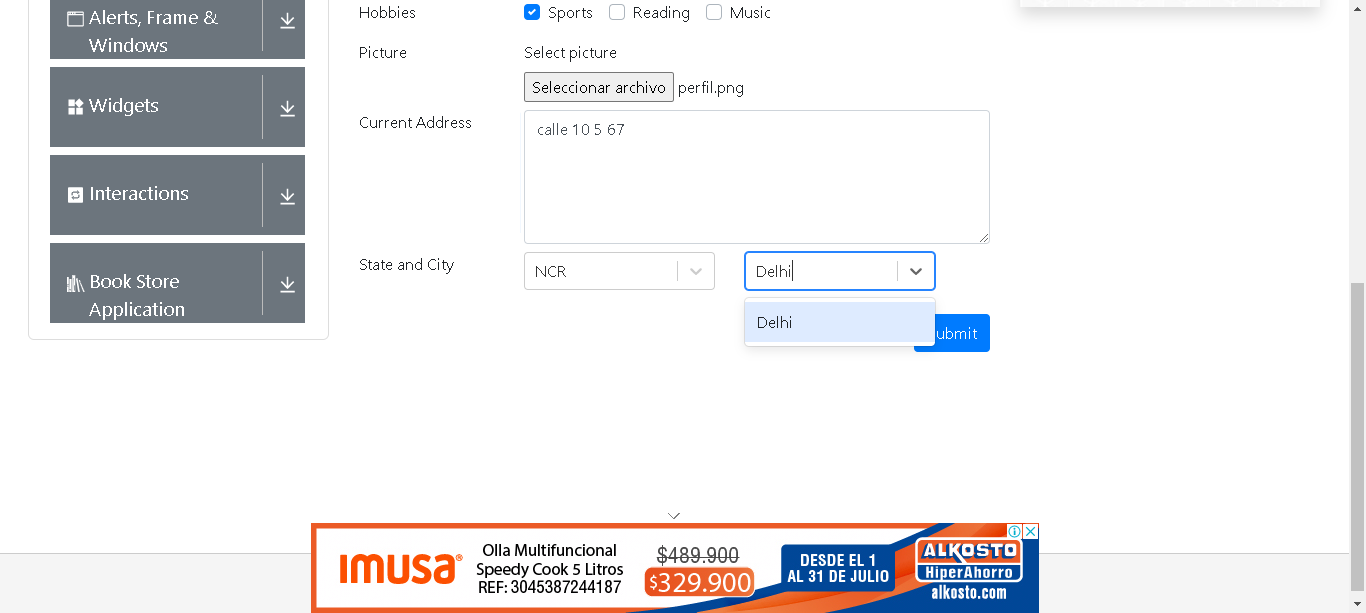 Alerts, Frame &
Windows
Widgets
Interactions
Book Store
Application
Hobbies
Sports
Reading
Music
Picture
Select picture
Seleccionar archivo
perfil.png
Current Address
calle 10 5 67
State and City
NCR
Delhi
Delhi
ubmit
imusa®
Olla Multifuncional
Speedy Cook 5 Litros
REF: 3045387244187
$489.900
$329.900
DESDE EL 1
AL 31 DE JULIO
ALKOSTO
HiperAhorro
alkosto.com